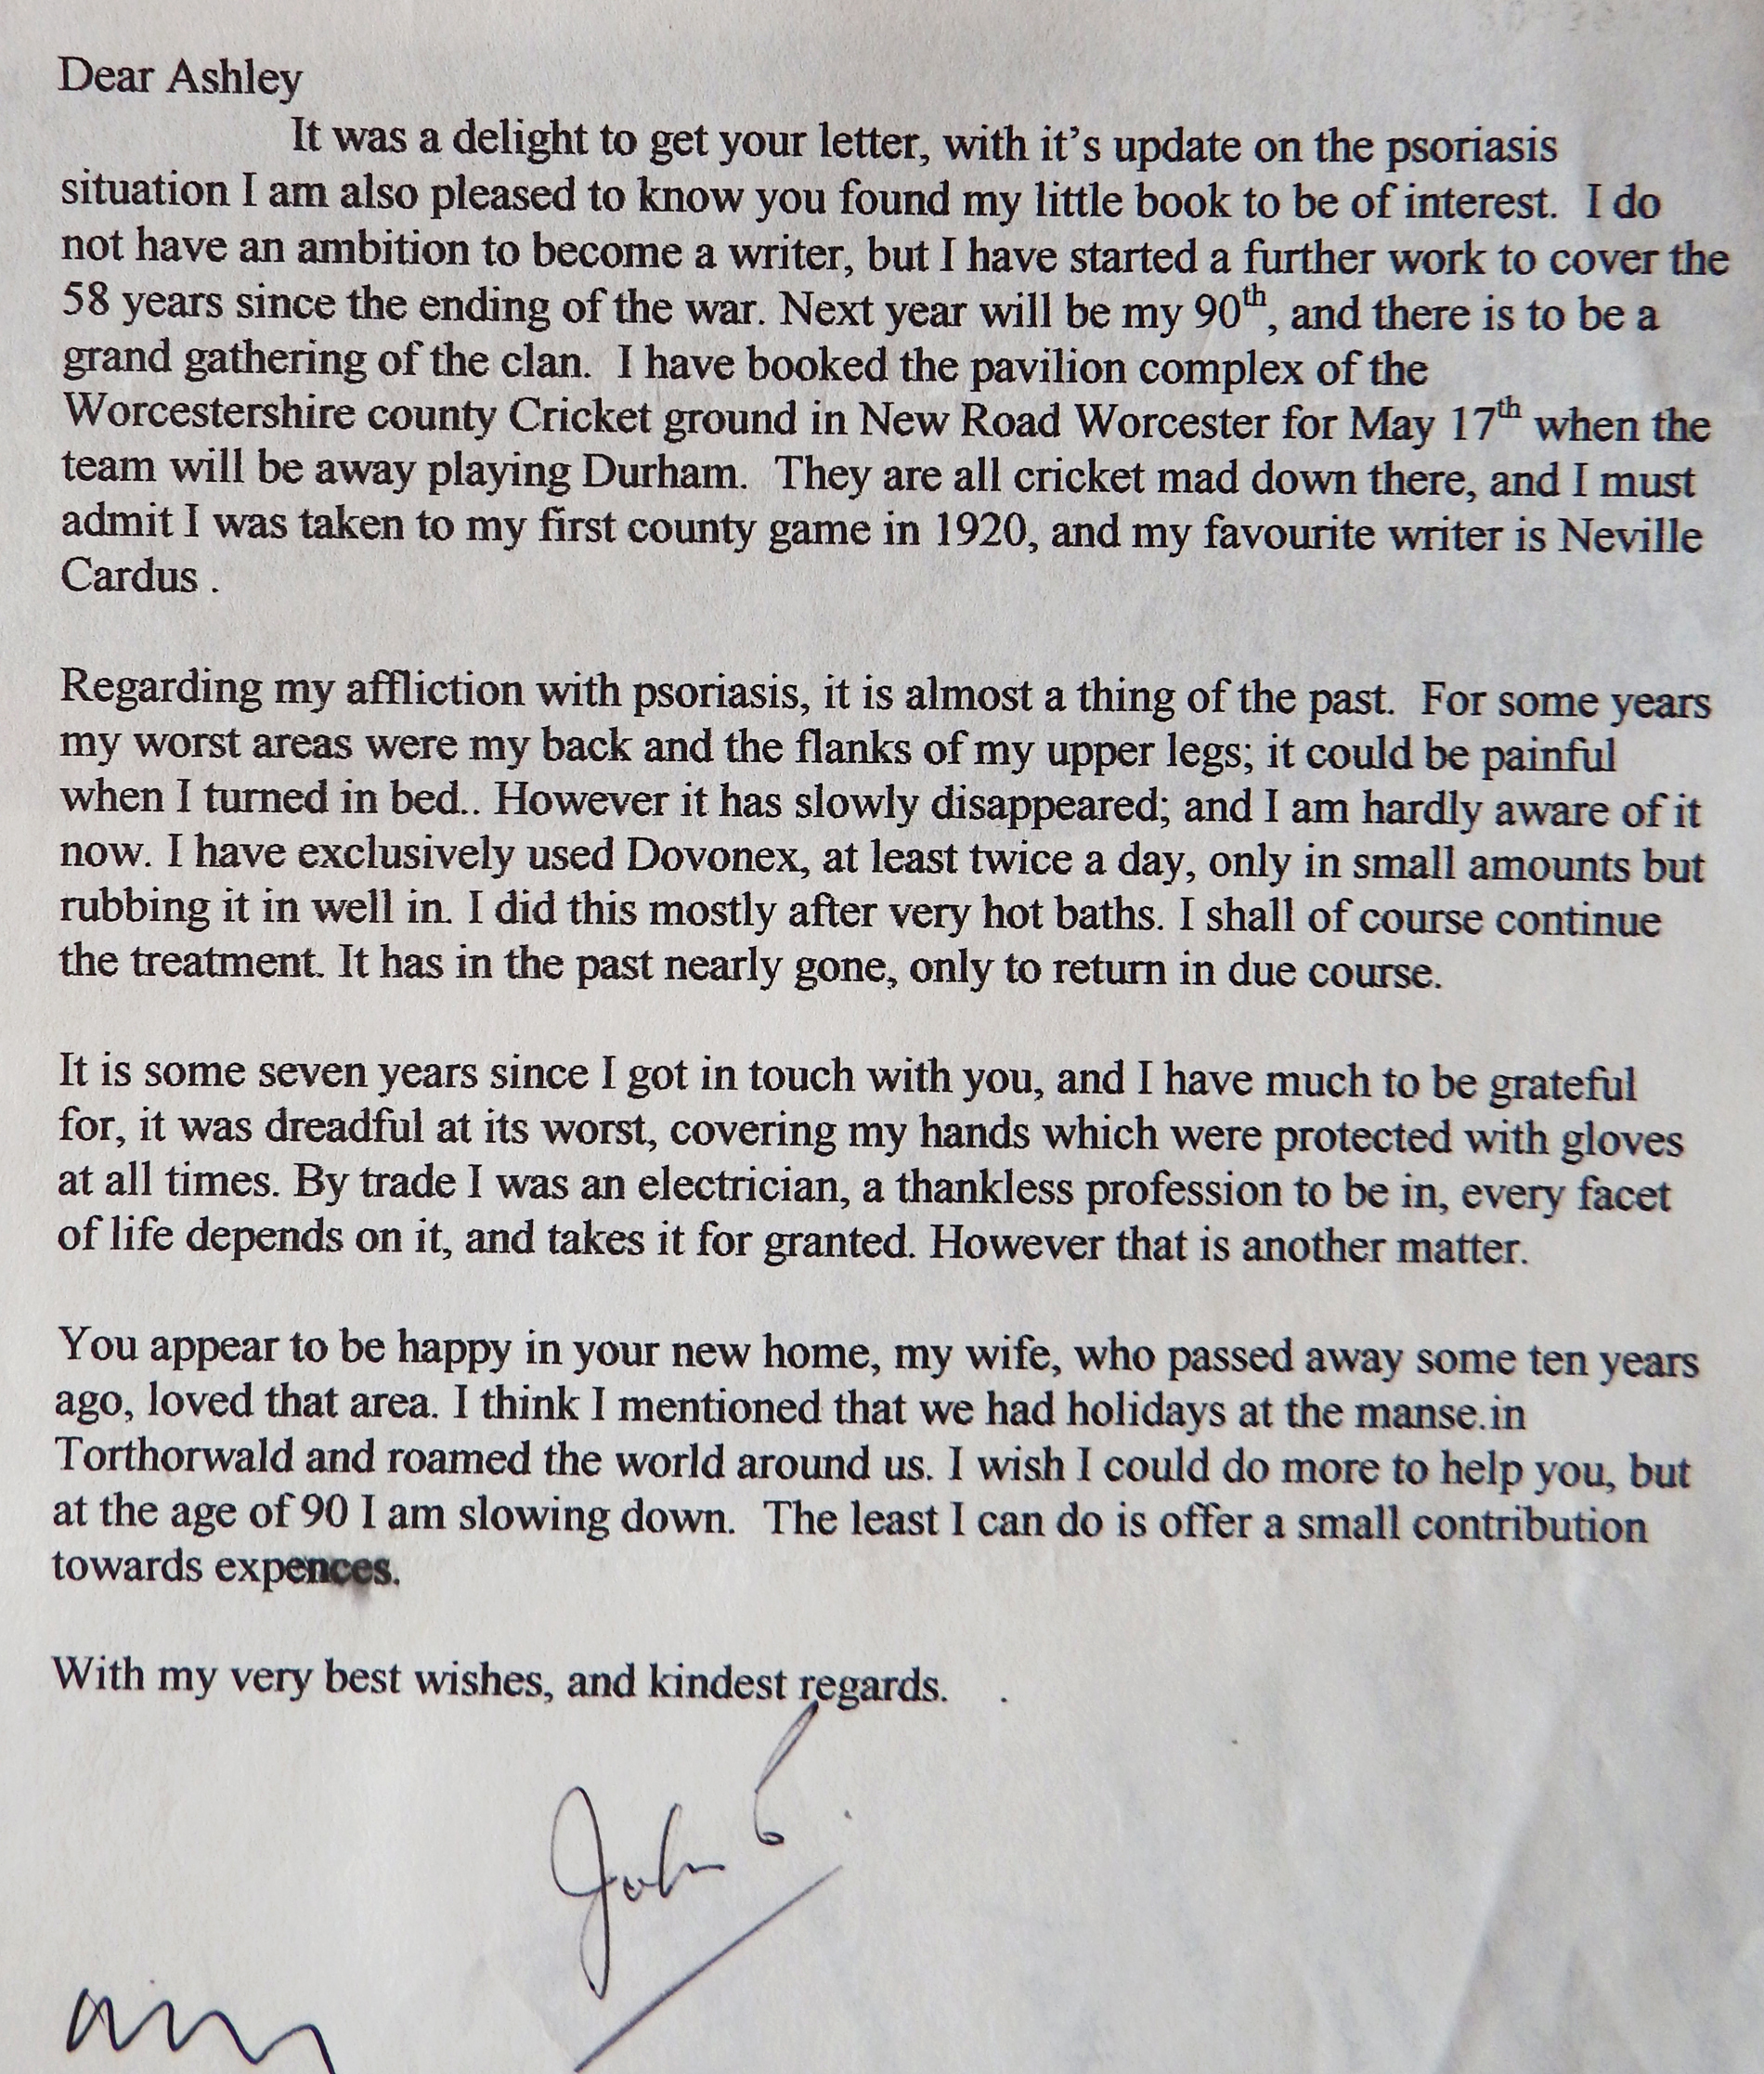 Dear Ashley
It was a delight to get your letter, with it's update on the psoriasis
situation I am also pleased to know you found my little book to be of interest.  I do
not have an ambition to become a writer, but I have started a further work to cover the
58 years since the ending of the war. Next year will be my 90th, and there is to be a
grand gathering of the clan.  I have booked the pavilion complex of the
Worcestershire county Cricket ground in New Road Worcester for May 17th when the
team will be away playing Durham.  They are all cricket mad down there, and I must
admit I was taken to my first county game in 1920, and my favourite writer is Neville
Cardus .
Regarding my affliction with psoriasis, it is almost a thing of the past.  For some years
my worst areas were my back and the flanks of my upper legs; it could be painful
when I turned in bed.. However it has slowly disappeared; and I am hardly aware of it
now. I have exclusively used Dovonex, at least twice a day, only in small amounts but
rubbing it in well in. I did this mostly after very hot baths. I shall of course continue
the treatment. It has in the past nearly gone, only to return in due course.
It is some seven years since I got in touch with you, and I have much to be grateful
for, it was dreadful at its worst, covering my hands which were protected with gloves
at all times. By trade I was an electrician, a thankless profession to be in, every facet
of life depends on it, and takes it for granted. However that is another matter.
You appear to be happy in your new home, my wife, who passed away some ten years
ago, loved that area. I think I mentioned that we had holidays at the manse.in
Torthorwald and roamed the world around us. I wish I could do more to help you, but
at the age of 90 I am slowing down.  The least I can do is offer a small contribution
towards expences.
With my very best wishes, and kindest regards.    .
John